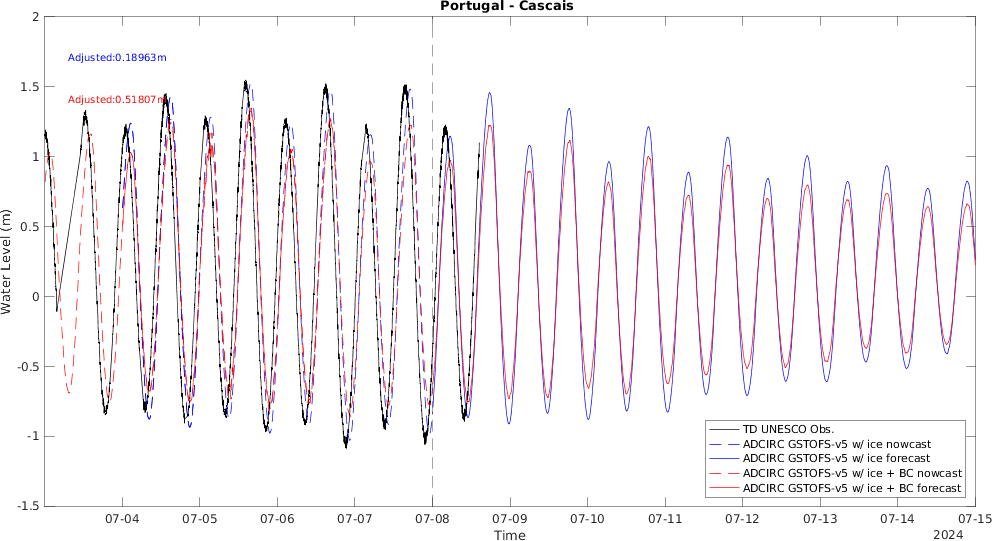 Portugal - Cascais
2
1.5
1
0.5
0
-0.5
-1
-1.5
Water Level (m)
Adjusted:0.18963m
Adjusted:0.51807m
TD UNESCO Obs.
ADCIRC GSTOFS-v5 w/ ice nowcast
ADCIRC GSTOFS-v5 w/ ice forecast
ADCIRC GSTOFS-v5 w/ ice + BC nowcast
ADCIRC GSTOFS-v5 w/ ice + BC forecast
07-04 07-05 07-06 07-07 07-08 07-09 07-10 07-11 07-12 07-13 07-14 07-15
Time
2024